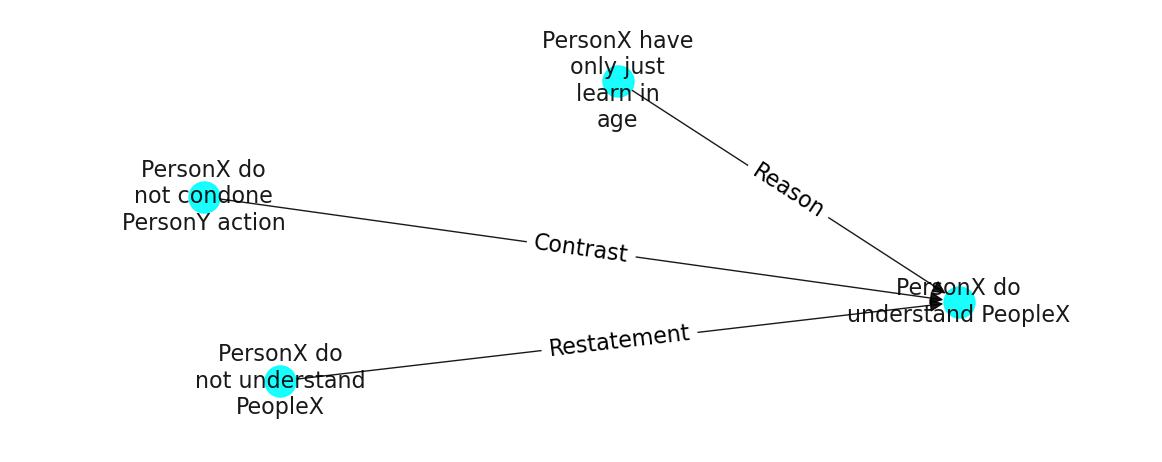 PersonX have
only just
learn in
age
PersonX do
not condone
PersonY action
Reason
Contrast
PersonX do
understand PeopleX
Restatement
PersonX do
not understand
PeopleX